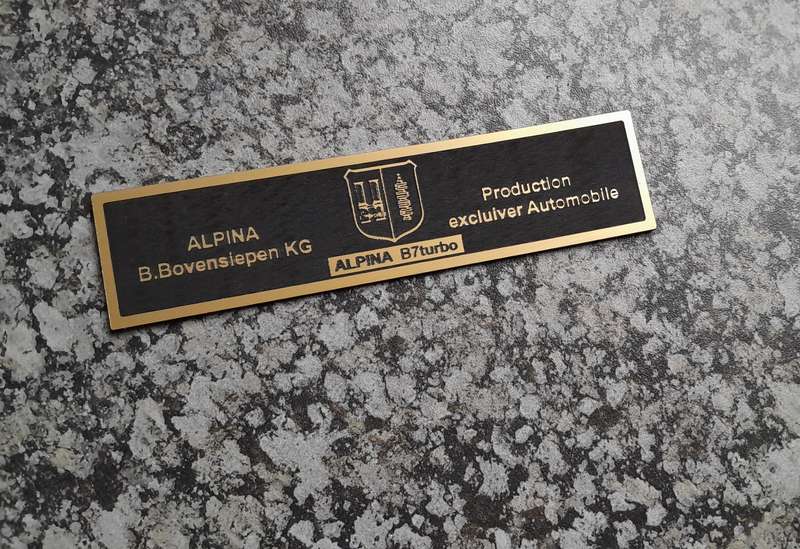 ALPINA
B.Bovensiepen KG
ALPINA B7turbo
Production
excluiver Automobile